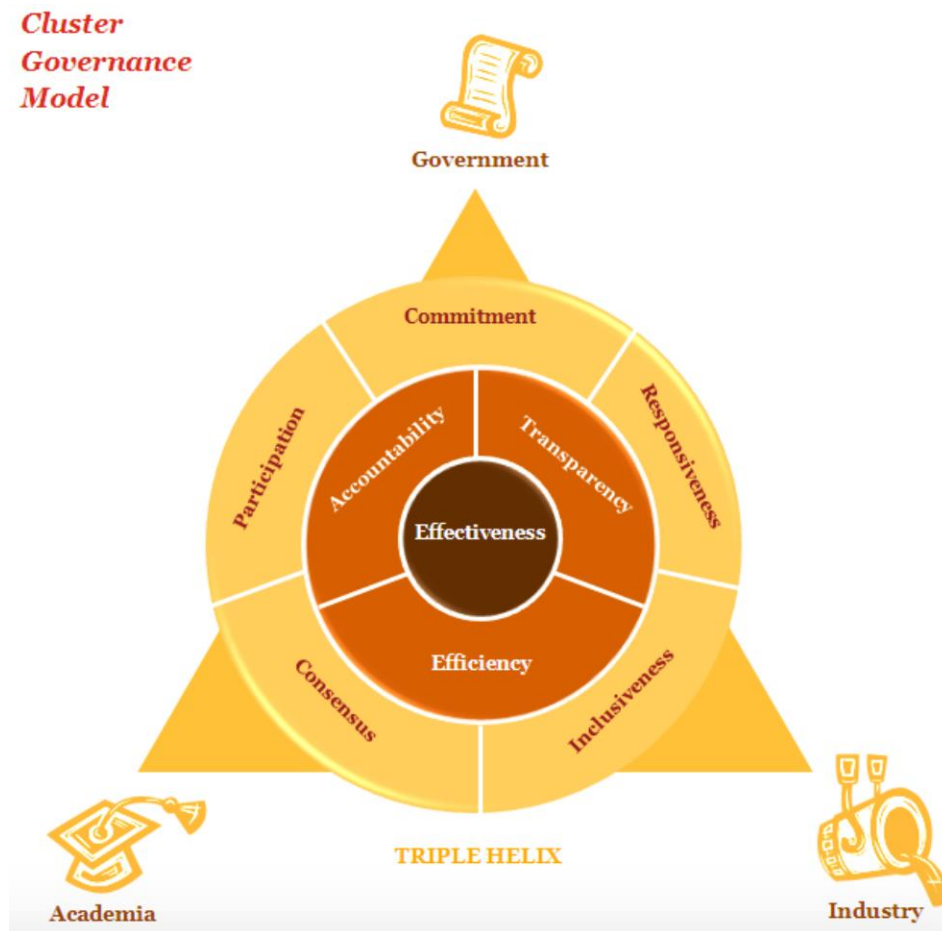 Cluster
Governance
Model
Government
Commitment
Participation
Responsiveness
Accountability
Transparency
Effectiveness
Efficiency
Consensus
Inclusiveness
TRIPLE HELIX
Academia
Industry